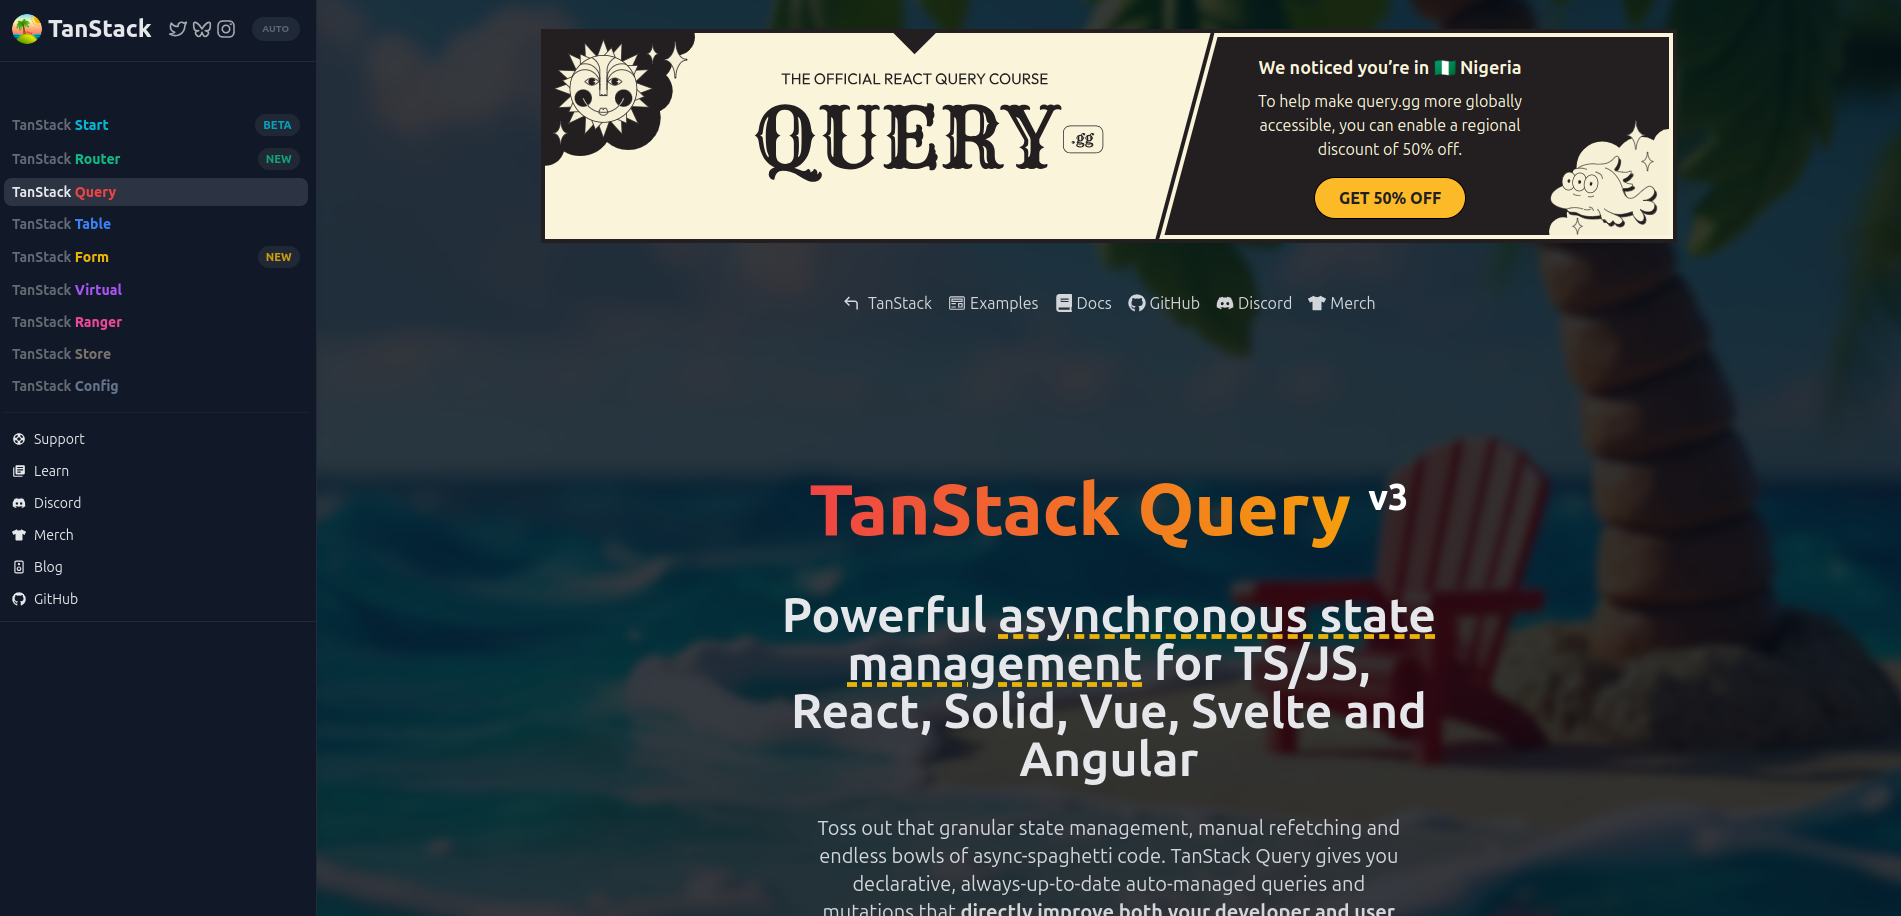 TanStack
AUTO
TanStack Start
BETA
TanStack Router
NEW
TanStack Query
TanStack Table
TanStack Form
NEW
TanStack Virtual
TanStack Ranger
TanStack Store
TanStack Config
Support
Learn
Discord
Merch
Blog
GitHub
THE OFFICIAL REACT QUERY COURSE
QUERY
.gg
We noticed you’re in 🇳🇬 Nigeria
To help make query.gg more globally
accessible, you can enable a regional
discount of 50% off.
GET 50% OFF
TanStack Examples Docs GitHub Discord Merch
TanStack Query v3
Powerful asynchronous state
management for TS/JS,
React, Solid, Vue, Svelte and
Angular
Toss out that granular state management, manual refetching and
endless bowls of async-spaghetti code. TanStack Query gives you
declarative, always-up-to-date auto-managed queries and
mutations that directly improve both your developer and user